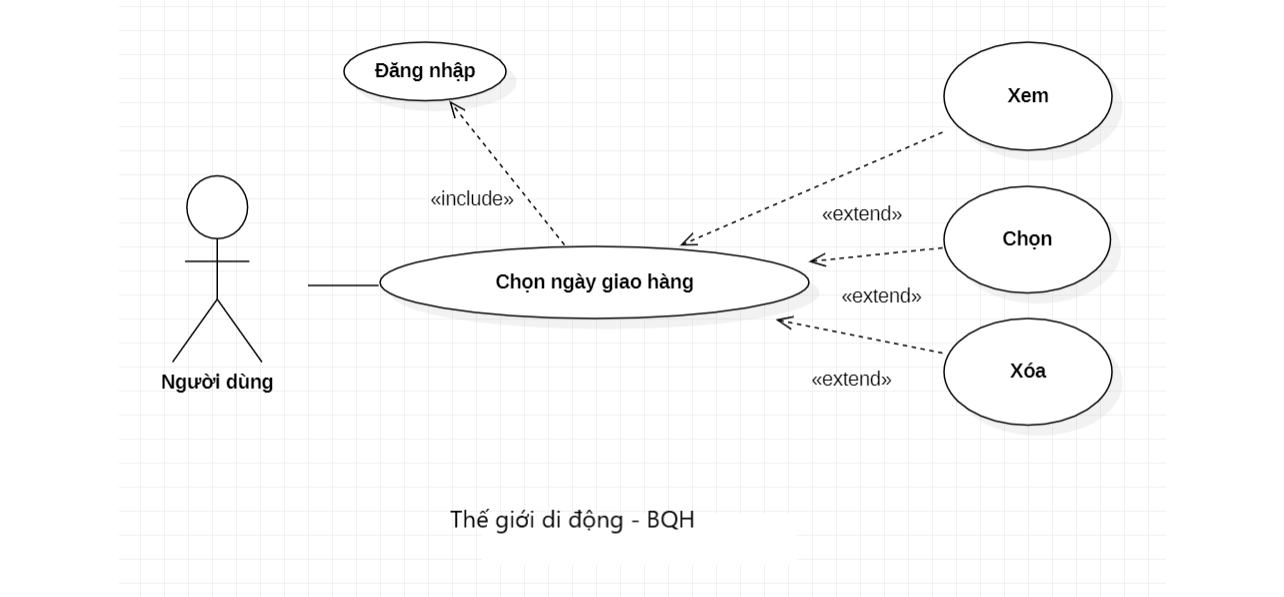 Đăng nhập
Xem
«include»
«extend»
Chọn
Chọn ngày giao hàng
«extend»
Xóa
«extend»
Người dùng
Thế giới di động - BQH